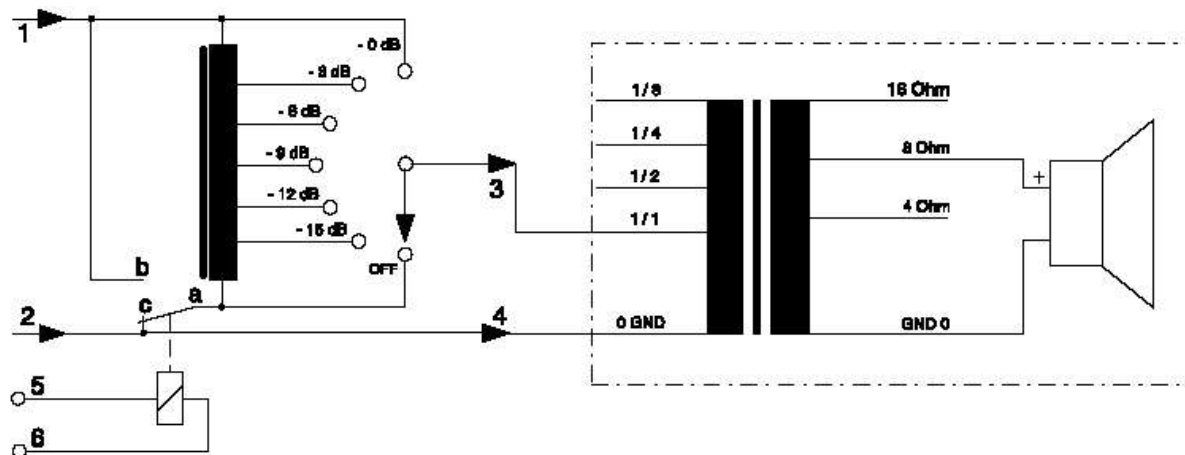 1
- 0 dB
- 3 dB
- 6 dB
- 9 dB
- 12 dB
- 15 dB
OFF
3
b
a
c
2
4
5
6
1 / 8
1 / 4
1 / 2
1 / 1
0 GND
16 Ohm
8 Ohm
4 Ohm
GND 0
+